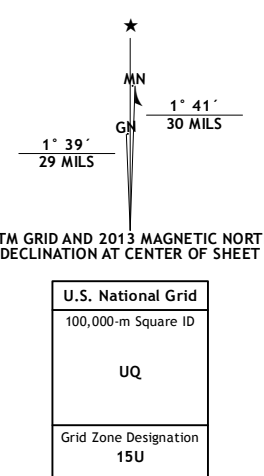 ★
MN
1° 41´
30 MILS
GN
1° 39´
29 MILS
TM GRID AND 2013 MAGNETIC NORT
DECLINATION AT CENTER OF SHEET
U.S. National Grid
100,000-m Square ID
UQ
Grid Zone Designation
15U